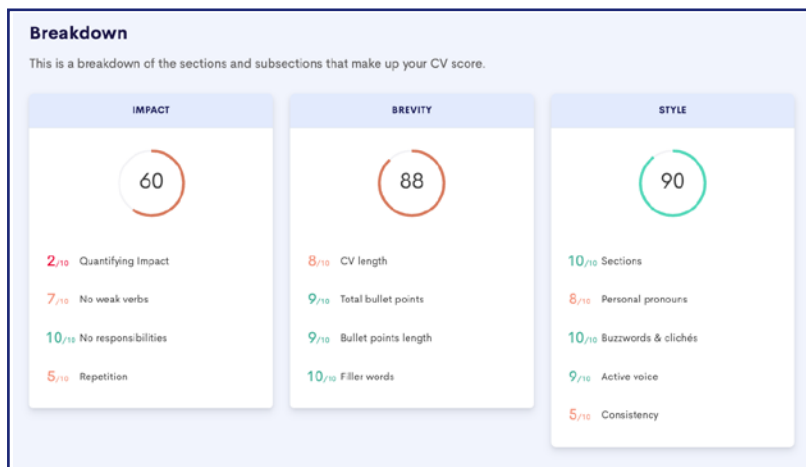 Breakdown
This is a breakdown of the sections and subsections that make up your CV score.
IMPACT
60
2/10 Quantifying Impact
7/10 No weak verbs
10/10 No responsibilities
5/10 Repetition
BREVITY
88
8/10 CV length
9/10 Total bullet points
9/10 Bullet points length
10/10 Filler words
STYLE
90
10/10 Sections
8/10 Personal pronouns
10/10 Buzzwords & clichés
9/10 Active voice
5/10 Consistency